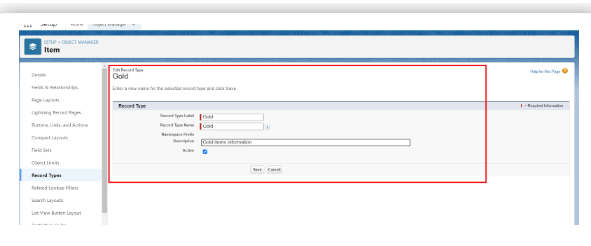 Setup Home Object Manager
SETUP > OBJECT MANAGER
Item
Details
Fields & Relationships
Page Layouts
Lightning Record Pages
Buttons, Links, and Actions
Compact Layouts
Field Sets
Object Limits
Record Types
Related Lookup Filters
Search Layouts
List View Button Layout
Edit Record Type
Gold
Help for this Page
Enter a new name for the selected record type and click Save.
Record Type
= Required Information
Record Type Label Gold
Record Type Name Gold i
Namespace Prefix
Description Gold items information
Active
Save Cancel